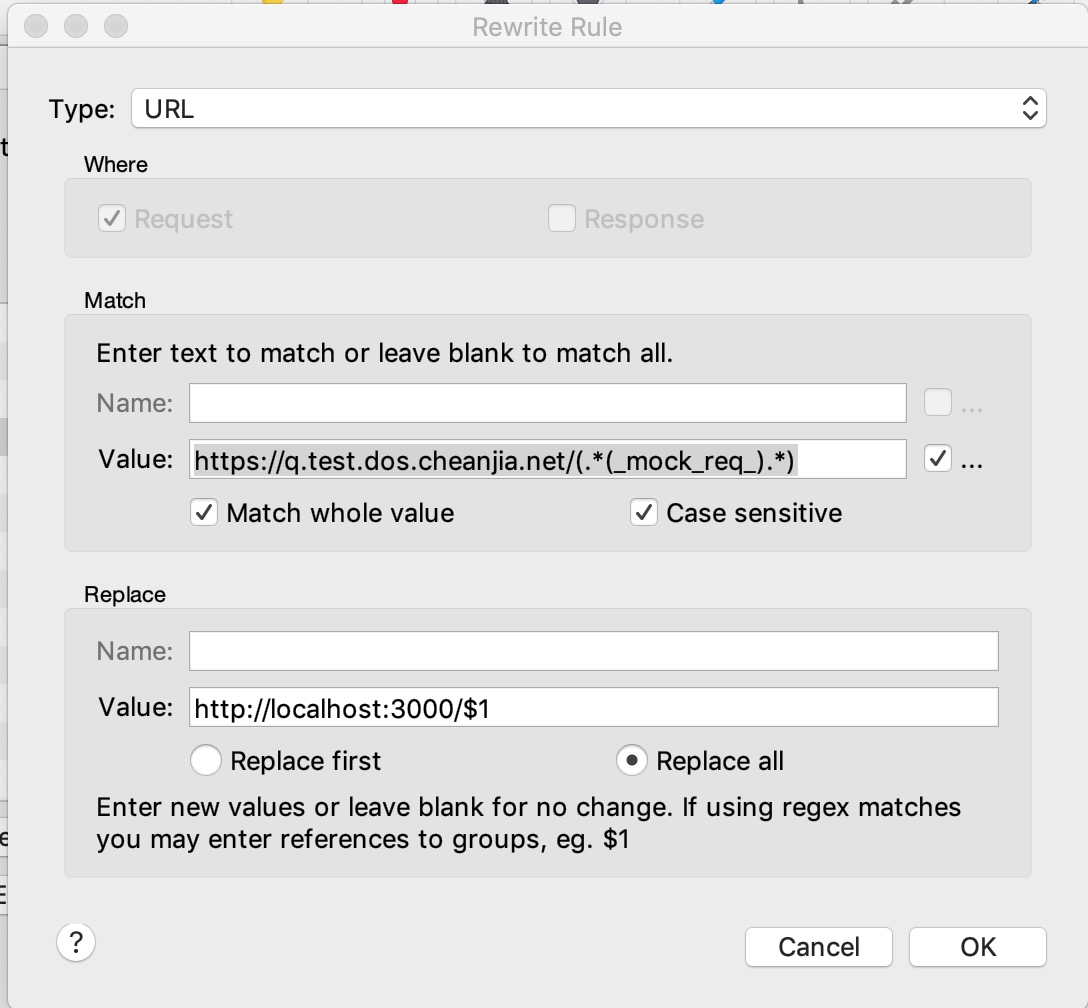 Rewrite Rule
Type: URL
Where
Request Response
Match
Enter text to match or leave blank to match all.
Name: ...
Value: https://q.test.dos.cheanjia.net/(.*(_mock_req_).*) ...
Match whole value Case sensitive
Replace
Name:
Value: http://localhost:3000/$1
Replace first Replace all
Enter new values or leave blank for no change. If using regex matches
you may enter references to groups, eg. $1
? Cancel OK